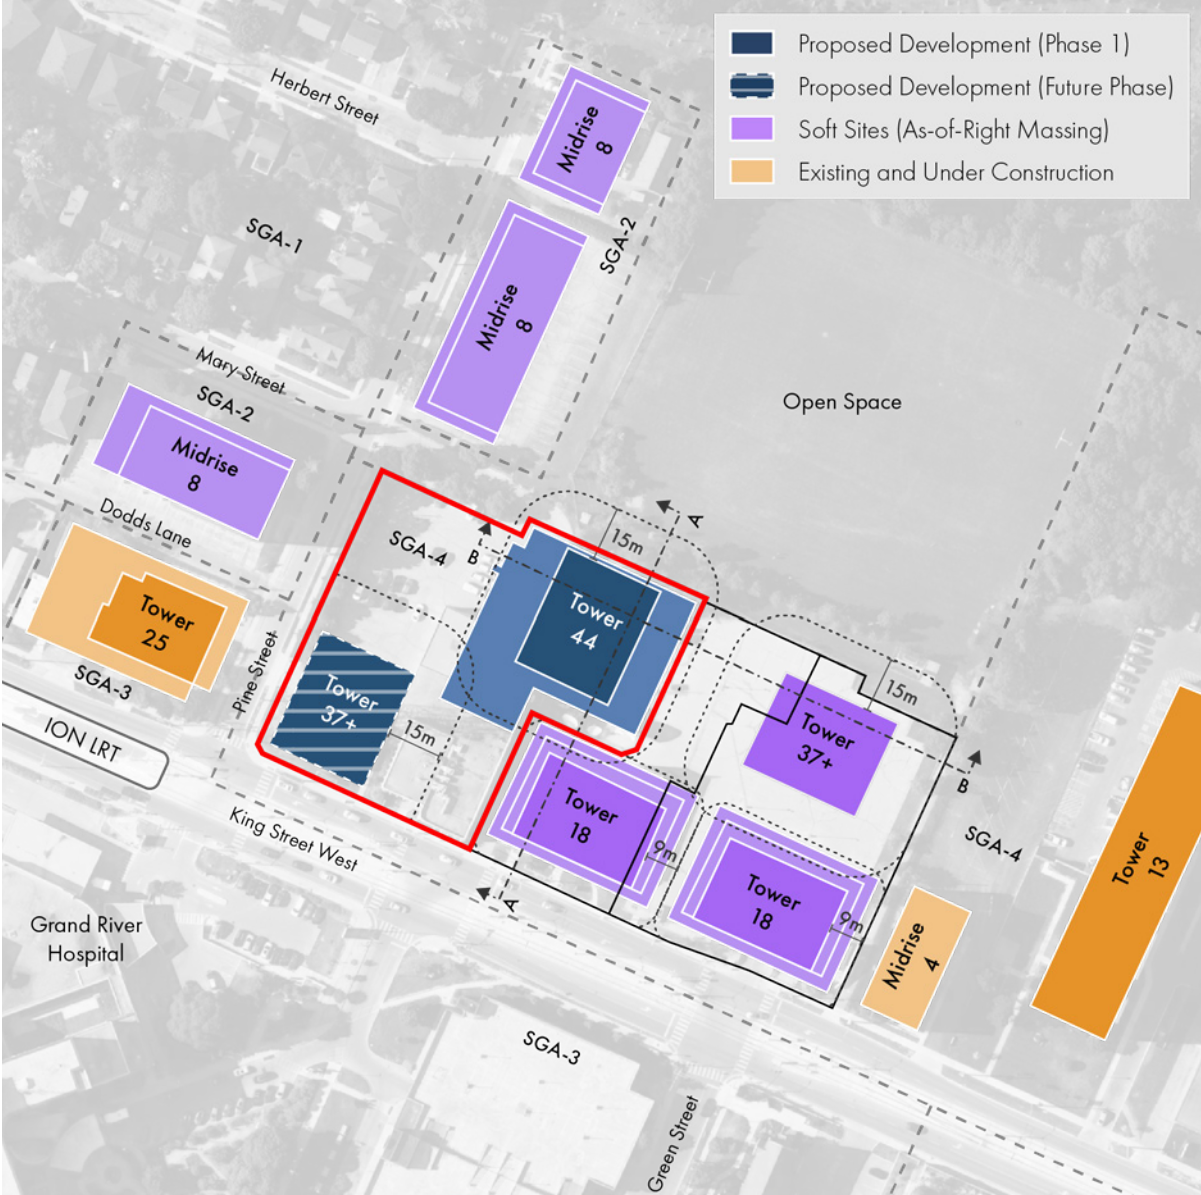 Proposed Development (Phase 1)
Proposed Development (Future Phase)
Soft Sites (As-of-Right Massing)
Existing and Under Construction
Herbert Street
Midrise
8
SGA-1
SGA-2
Midrise
8
Mary Street
SGA-2
Open Space
Midrise
8
Dodds Lane
SGA-4
B
15m
A
Tower
25
Tower
44
SGA-3
Pine Street
Tower
37+
15m
15m
Tower
37+
ION LRT
B
King Street West
Tower
18
9m
SGA-4
Tower
13
Tower
18
9m
A
Grand River
Hospital
Midrise
4
SGA-3
Green Street